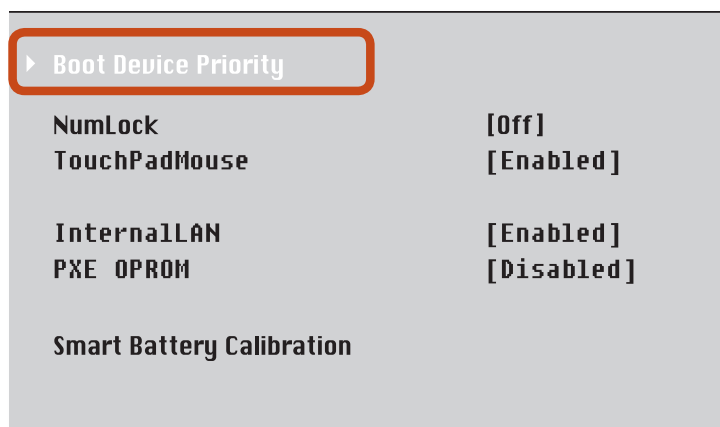 Boot Device Priority
NumLock [Off]
TouchPadMouse [Enabled]
InternalLAN [Enabled]
PXE OPROM [Disabled]
Smart Battery Calibration